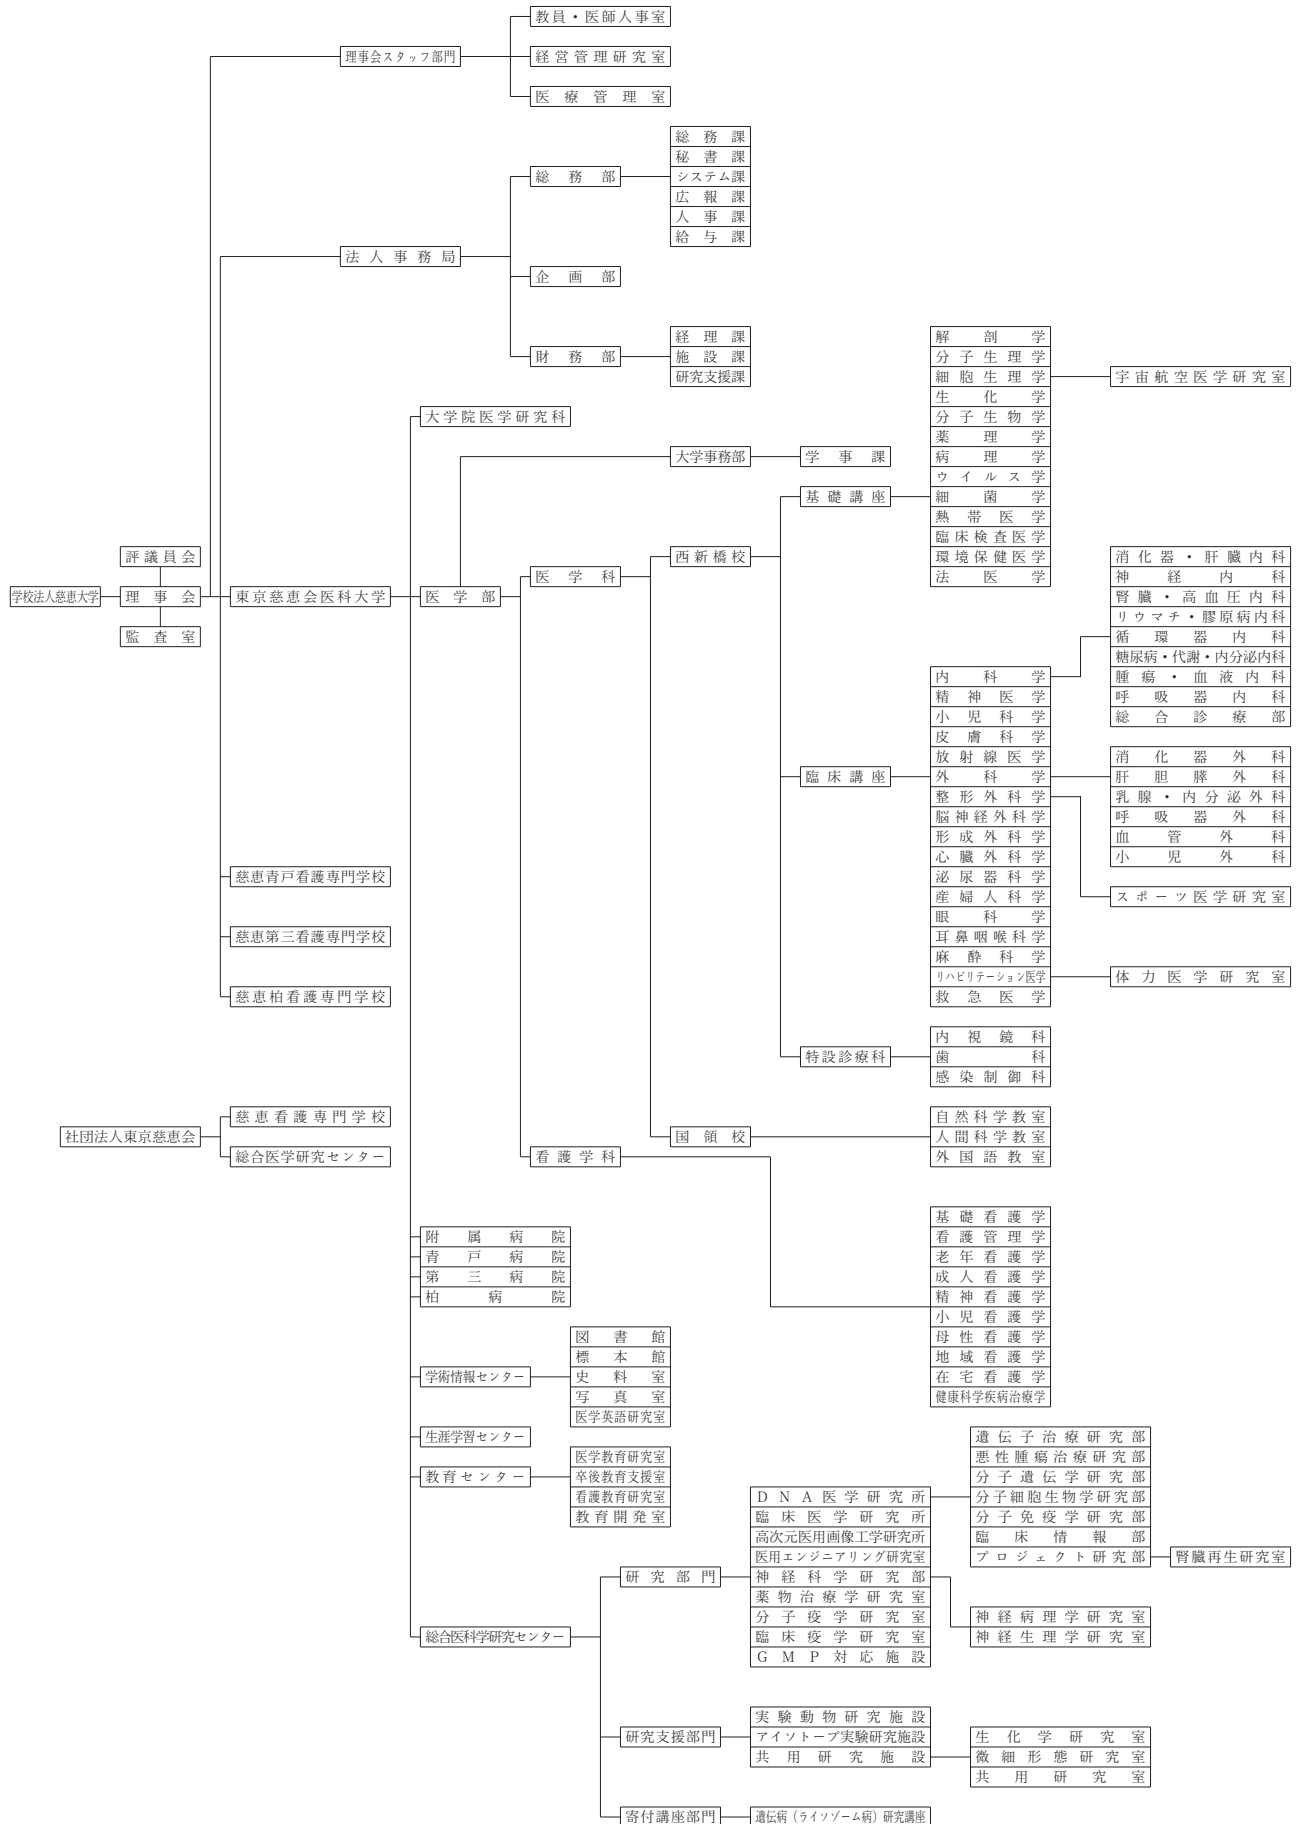 教員・医師人事室
理事会スタッフ部門
経営管理研究室
医療管理室
総務課
秘書課
総務部
システム課
広報課
人事課
給与課
法人事務局
企画部
経理課
財務部
施設課
研究支援課
解剖学
分子生理学
細胞生理学
宇宙航空医学研究室
生化学
分子生物学
薬理学
病理学
ウイルス学
細菌学
熱帯医学
臨床検査医学
環境保健医学
法医学
大学院医学研究科
大学事務部
学事課
基礎講座
西新橋校
医学科
評議員会
学校法人慈恵大学
理事会
東京慈恵会医科大学
医学部
監査室
消化器・肝臓内科
神経内科
腎臓・高血圧内科
リウマチ・膠原病内科
循環器内科
糖尿病・代謝・内分泌内科
腫瘍・血液内科
呼吸器内科
総合診療部
内科学
精神医学
小児科学
皮膚科学
放射線医学
臨床講座
外科学
整形外科学
脳神経外科学
形成外科学
心臓外科学
泌尿器科学
産婦人科学
眼科学
耳鼻咽喉科学
麻酔科学
リハビリテーション医学
救急医学
消化器外科
肝胆膵外科
乳腺・内分泌外科
呼吸器外科
血管外科
小児外科
スポーツ医学研究室
体力医学研究室
慈恵青戸看護専門学校
慈恵第三看護専門学校
慈恵柏看護専門学校
特設診療科
内視鏡科
歯科
感染制御科
慈恵看護専門学校
社団法人東京慈恵会
総合医学研究センター
国領校
自然科学教室
人間科学教室
外国語教室
看護学科
基礎看護学
看護管理学
老年看護学
成人看護学
精神看護学
小児看護学
母性看護学
地域看護学
在宅看護学
健康科学疾病治療学
附属病院
青戸病院
第三病院
柏病院
図書館
標本館
学術情報センター
史料室
写真室
医学英語研究室
生涯学習センター
医学教育研究室
教育センター
卒後教育支援室
看護教育研究室
教育開発室
遺伝子治療研究部
悪性腫瘍治療研究部
分子遺伝学研究部
分子細胞生物学研究部
分子免疫学研究部
臨床情報部
プロジェクト研究部
腎臓再生研究室
DNA医学研究所
臨床医学研究所
高次元医用画像工学研究所
医用エンジニアリング研究室
研究部門
神経科学研究部
薬物治療学研究室
分子疫学研究室
臨床疫学研究室
GMP対応施設
神経病理学研究室
神経生理学研究室
総合医科学研究センター
実験動物研究施設
研究支援部門
アイソトープ実験研究施設
共用研究施設
生化学研究室
微細形態研究室
共用研究室
寄付講座部門
遺伝病（ライソゾーム病）研究講座